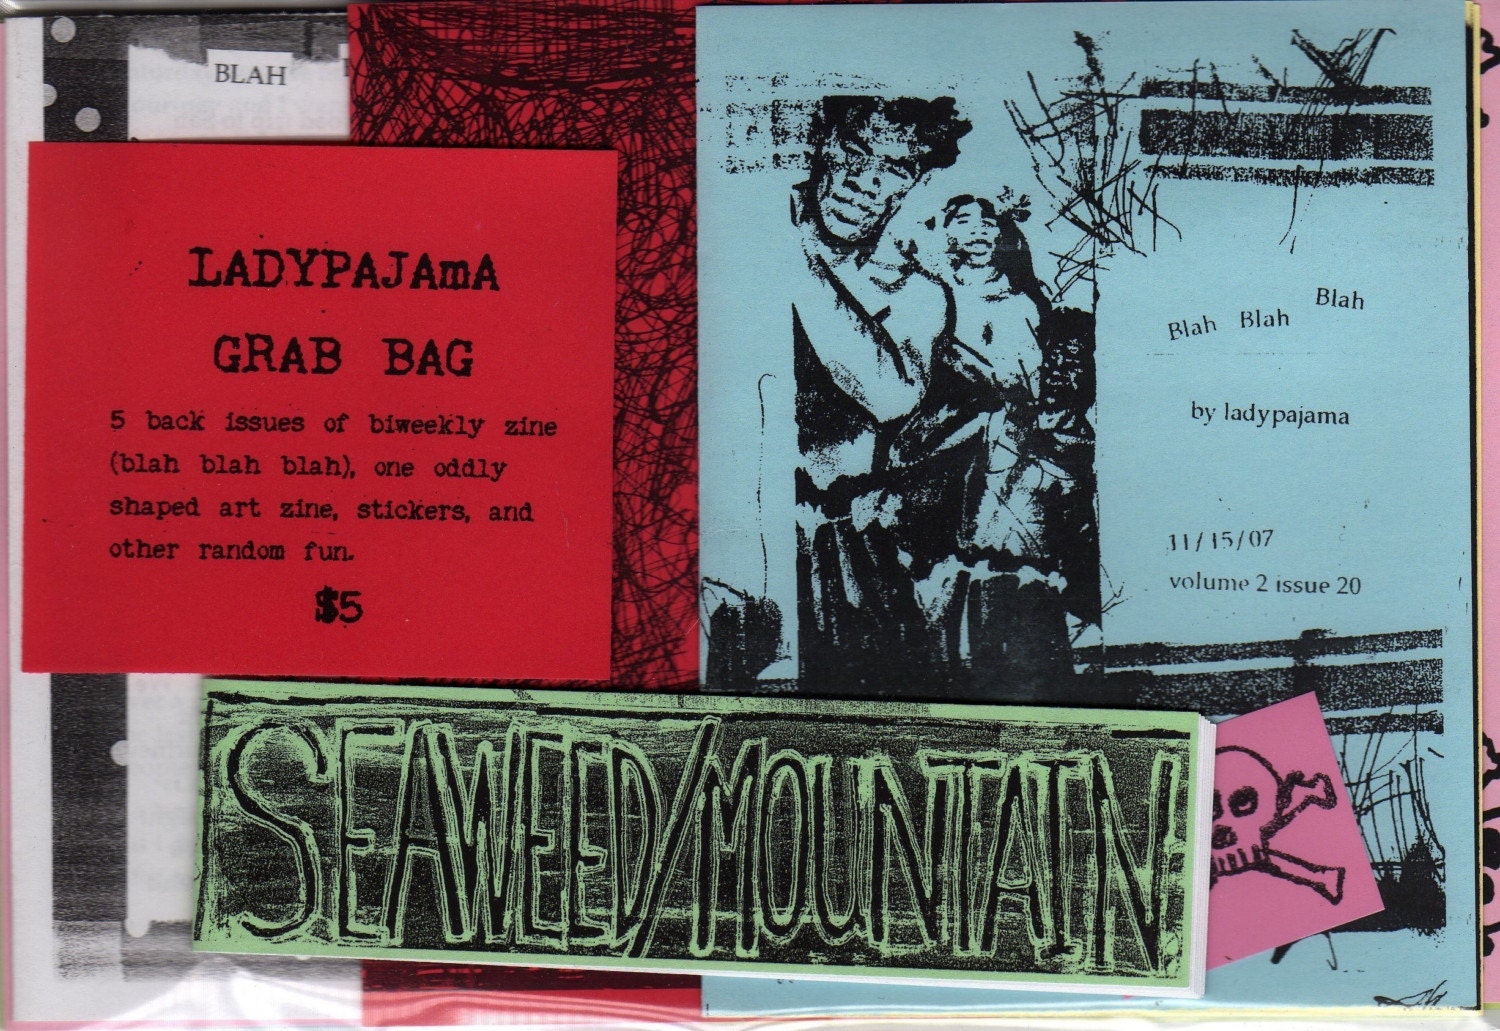 BLAH
LADYPAJAmA
GRAB BAG
5 back issues of biweekly zine
(blah blah blah), one oddly
shaped art zine, stickers, and
other random fun.
$5
Blah Blah Blah
by ladypajama
11/15/07
volume 2 issue 20
SEAWEED/MOUNTAIN